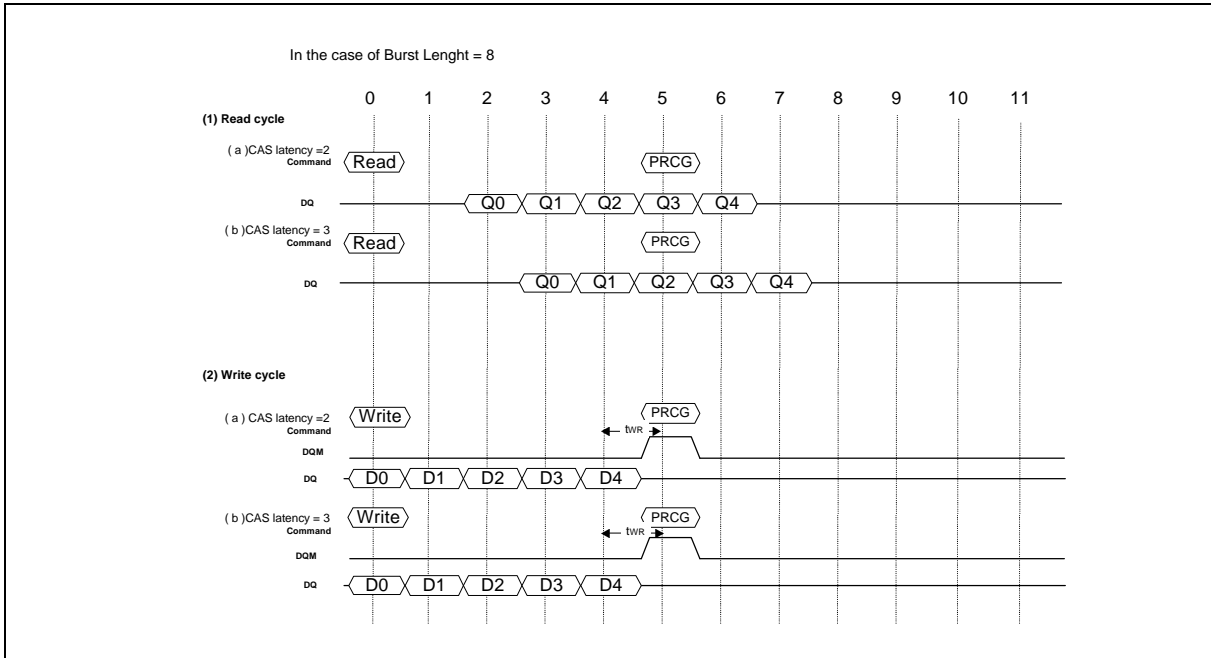 In the case of Burst Lenght = 8
0 1 2 3 4 5 6 7 8 9 10 11
(1) Read cycle
( a )CAS latency =2
Command Read PRCG
DQ Q0 Q1 Q2 Q3 Q4
( b )CAS latency = 3
Command Read PRCG
DQ Q0 Q1 Q2 Q3 Q4
(2) Write cycle
( a ) CAS latency =2
Command Write PRCG
tWR
DQM
DQ D0 D1 D2 D3 D4
( b )CAS latency = 3
Command Write PRCG
tWR
DQM
DQ D0 D1 D2 D3 D4